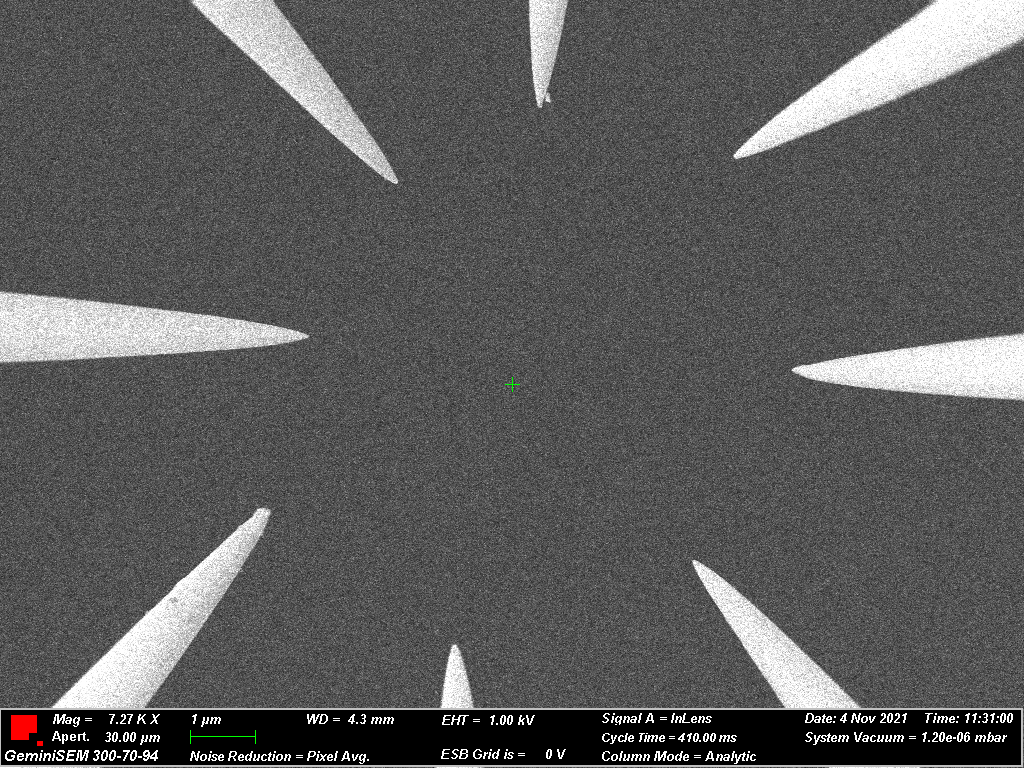 Mag = 7.27 K X 1 µm WD = 4.3 mm EHT = 1.00 kV Signal A = InLens Date: 4 Nov 2021 Time: 11:31:00
Apert. 30.00 µm Cycle Time = 410.00 ms System Vacuum = 1.20e-06 mbar
GeminiSEM 300-70-94 Noise Reduction = Pixel Avg. ESB Grid is = 0 V Column Mode = Analytic